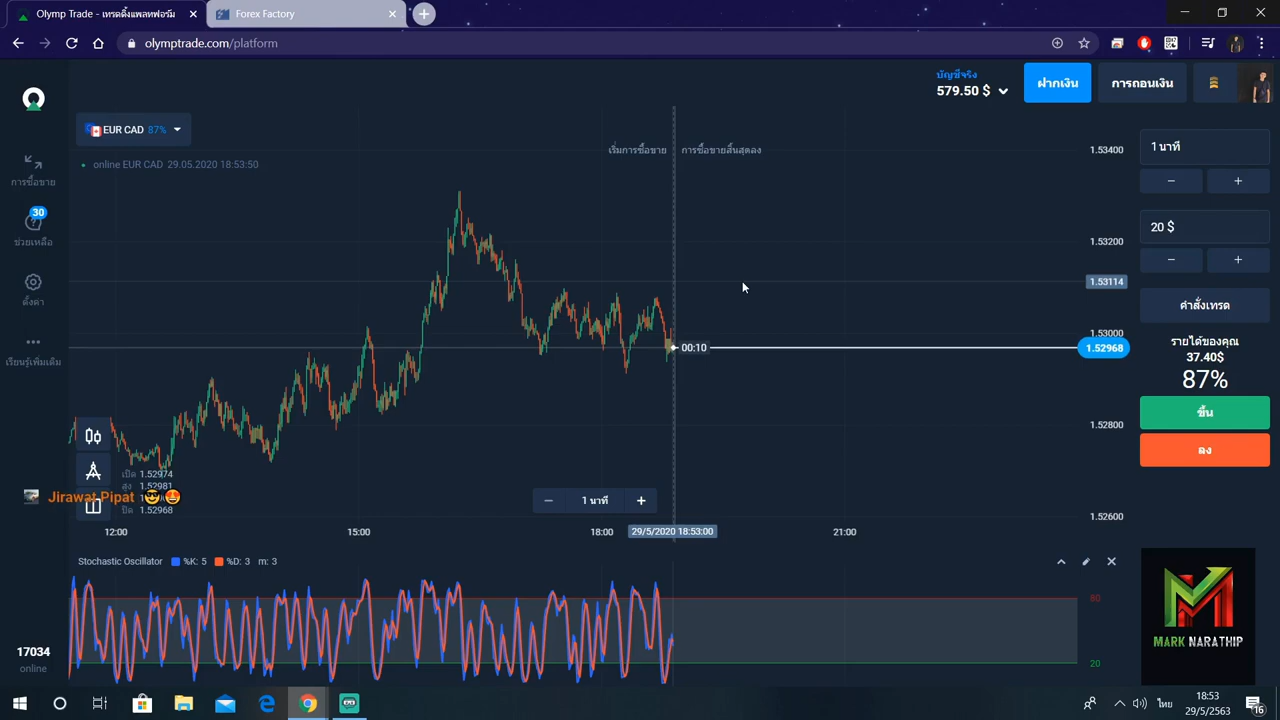 Olymp Trade - เทรดดิ้งแพลทฟอร์ม
Forex Factory
olymptrade.com/platform
บัญชีจริง
579.50 $
ฝากเงิน
การถอนเงิน
EUR CAD 87%
online EUR CAD 29.05.2020 18:53:50
เริ่มการซื้อขาย
การซื้อขายสิ้นสุดลง
การซื้อขาย
30
ช่วยเหลือ
ตั้งค่า
เรียนรู้เพิ่มเติม
1.53400
1.53200
1.53114
1.53000
1.52968
1.52800
1.52600
00:10
1 นาที
20 $
คำสั่งเทรด
รายได้ของคุณ
37.40$
87%
ขึ้น
ลง
เปิด 1.52974
สูง 1.52981
Jirawat Pipat
ปิด 1.52968
1 นาที
12:00
15:00
18:00
29/5/2020 18:53:00
21:00
Stochastic Oscillator %K: 5 %D: 3 m: 3
80
20
17034
online
MARK NARATHIP
ไทย
18:53
29/5/2563
16